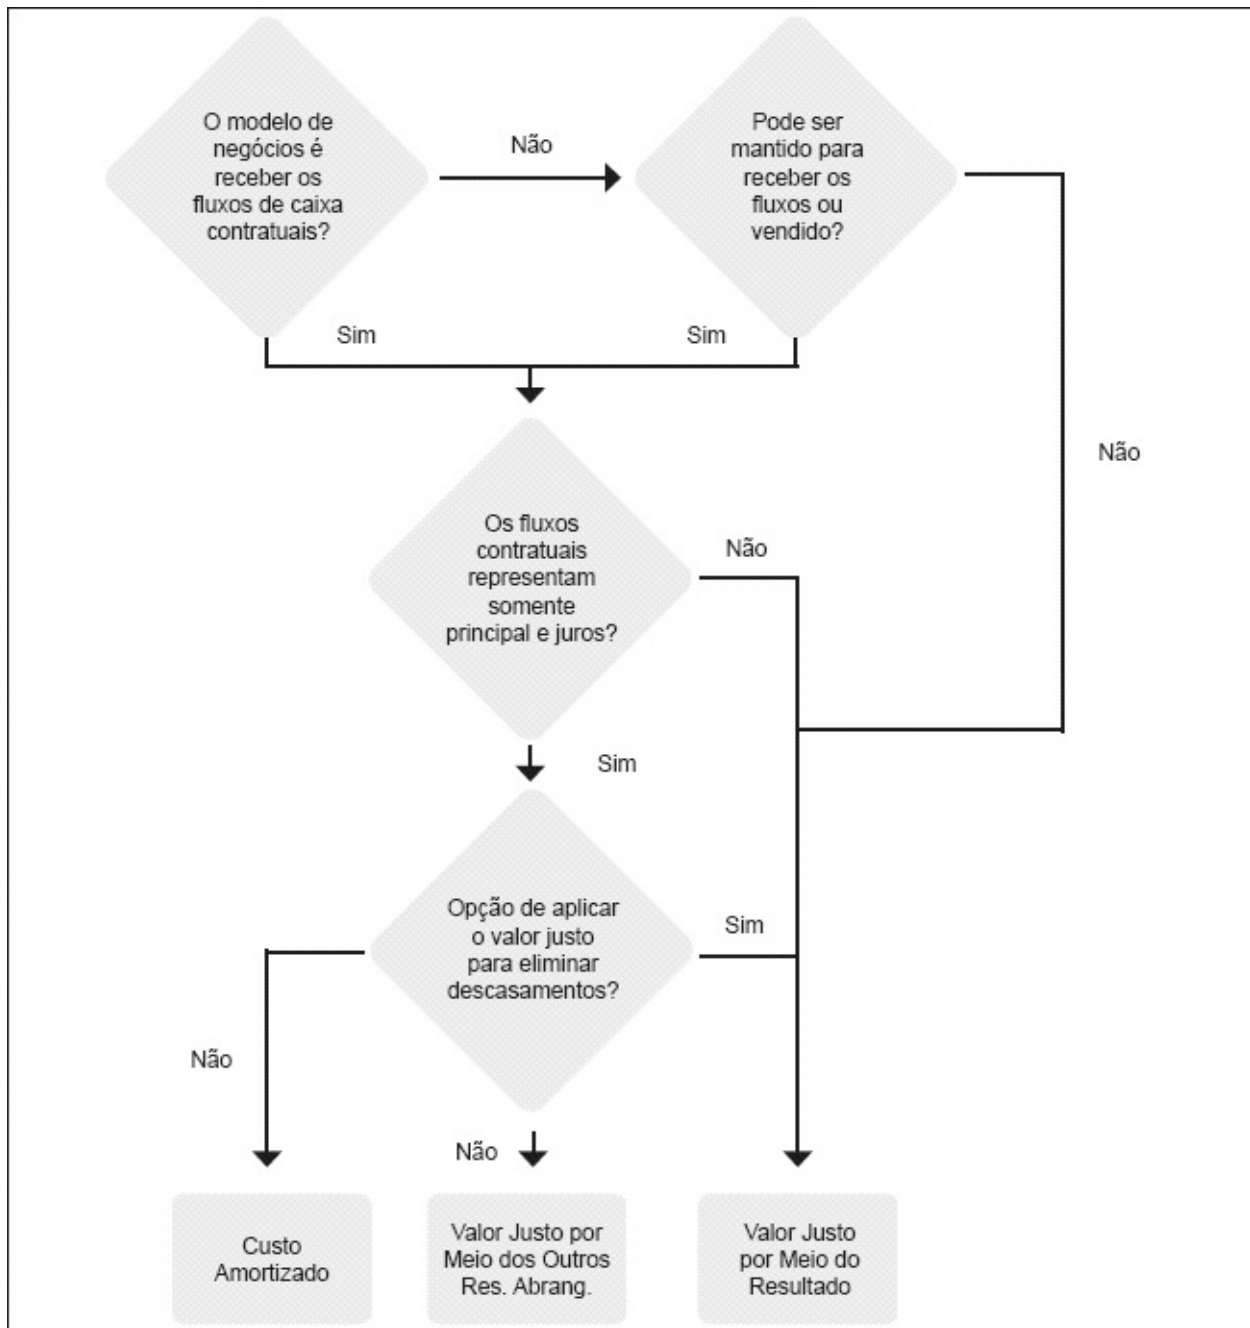 O modelo de
negócios é
receber os
fluxos de caixa
contratuais?
Não
Pode ser
mantido para
receber os
fluxos ou
vendido?
Sim
Sim
Não
Os fluxos
contratuais
representam
somente
principal e juros?
Não
Sim
Opção de aplicar
o valor justo
para eliminar
descasamentos?
Sim
Não
Não
Custo
Amortizado
Valor Justo por
Meio dos Outros
Res. Abrang.
Valor Justo
por Meio do
Resultado